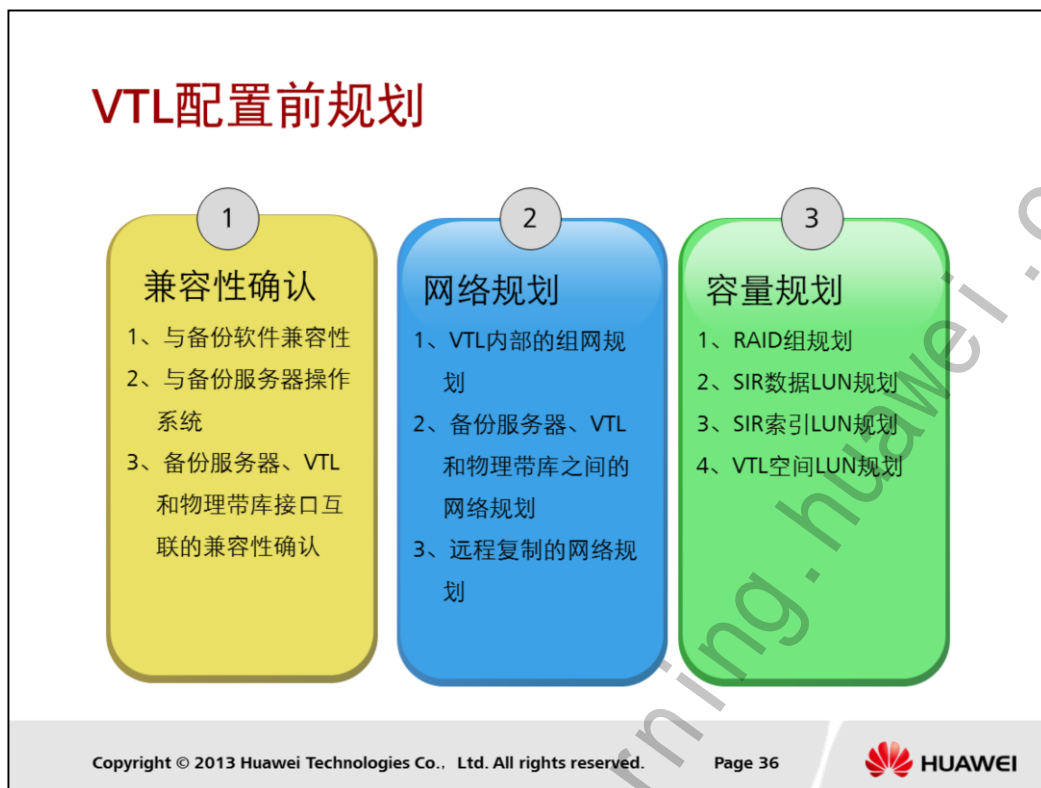 VTL配置前规划
1
兼容性确认
1、与备份软件兼容性
2、与备份服务器操作
系统
3、备份服务器、VTL
和物理带库接口互
联的兼容性确认
2
网络规划
1、VTL内部的组网规
划
2、备份服务器、VTL
和物理带库之间的
网络规划
3、远程复制的网络规
划
3
容量规划
1、RAID组规划
2、SIR数据LUN规划
3、SIR索引LUN规划
4、VTL空间LUN规划
rning.huawei.c
Copyright © 2013 Huawei Technologies Co., Ltd. All rights reserved.
Page 36
HUAWEI